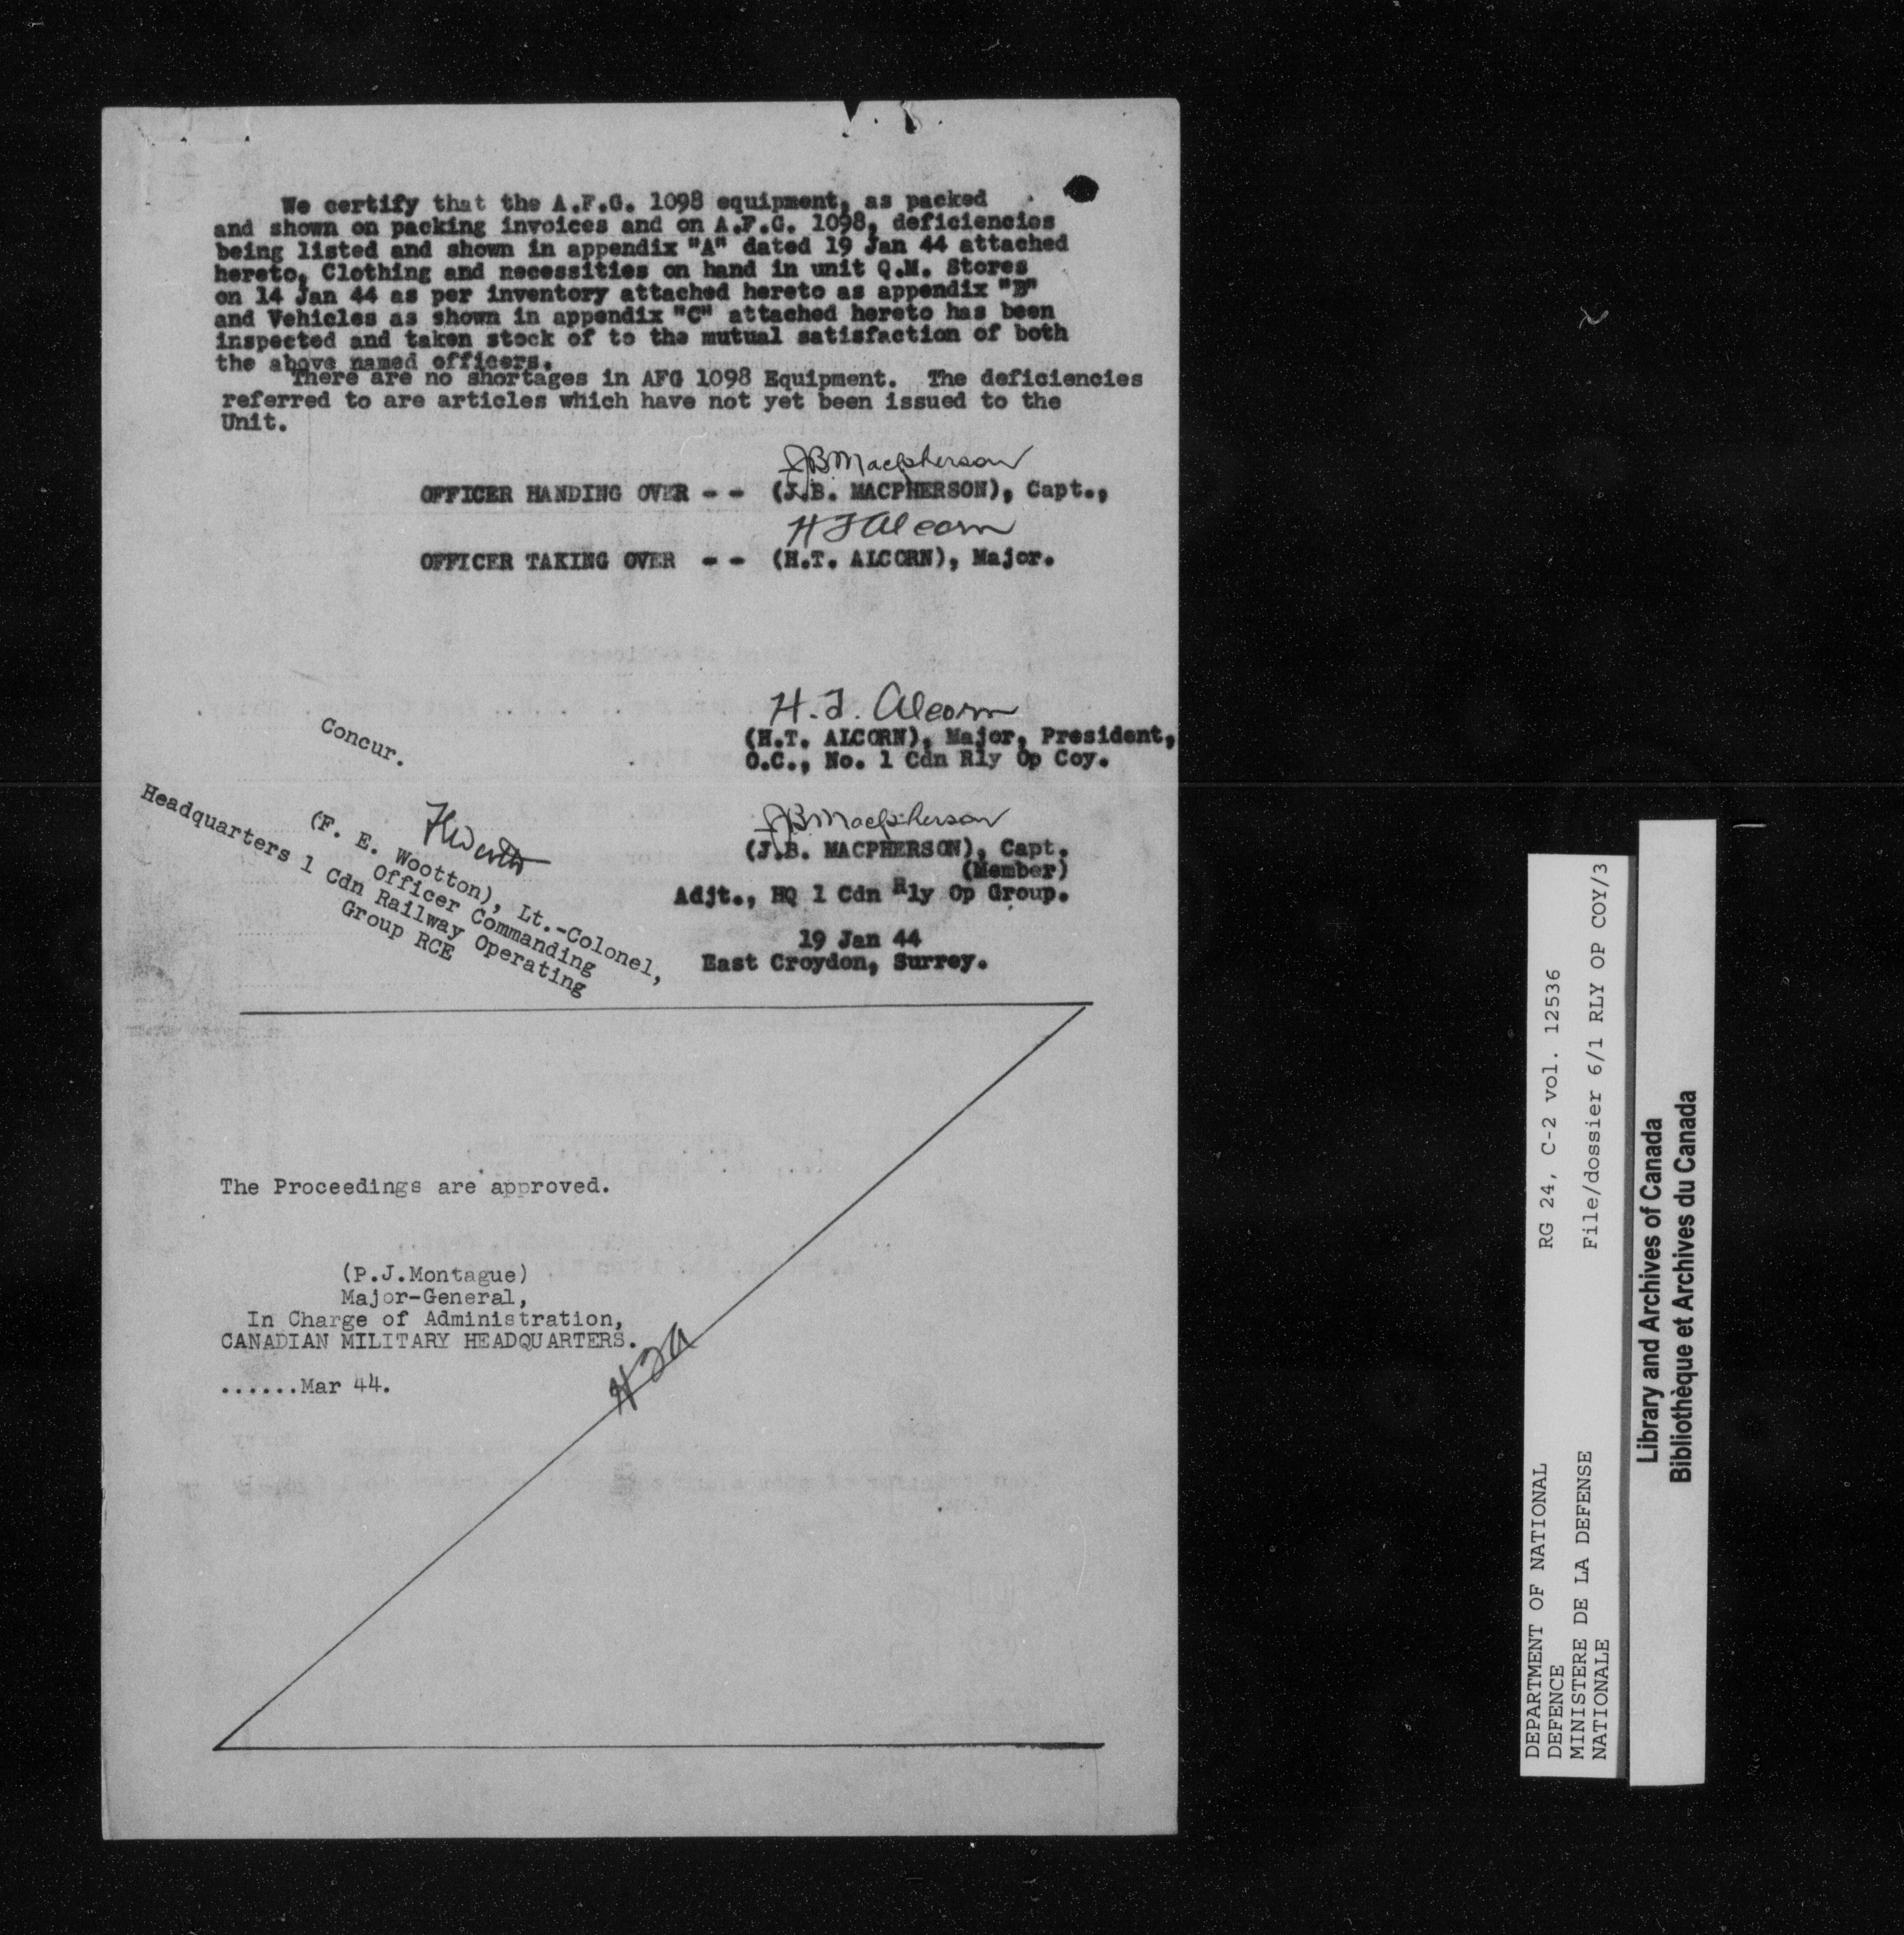 We certify that the A.F.G. 1098 equipment, as packed
and shown on packing invoices and on A.F.G. 1098, deficiencies
being listed and shown in appendix "A" dated 19 Jan 44 attached
hereto, Clothing and necessities on hand in unit Q.M. Stores
on 14 Jan 44 as per inventory attached hereto as appendix "B"
and Vehicles as shown in appendix "C" attached hereto has been
inspected and taken stock of to the mutual satisfaction of both
the above named officers.
There are no shortages in AFG 1098 Equipment. The deficiencies
referred to are articles which have not yet been issued to the
Unit.
JBMacpherson
OFFICER HANDING OVER - - (J.B. MACPHERSON), Capt.,
H T Alcorn
OFFICER TAKING OVER - - (H.T. ALCORN), Major.
H.T. Alcorn
(H.T. ALCORN), Major, President,
O.C., No. 1 Cdn Rly Op Coy.
JBMacpherson
(J.B. MACPHERSON), Capt.
(Member)
Adjt., HQ 1 Cdn Rly Op Group.
19 Jan 44
East Croydon, Surrey.
Concur.
(F. E. Wootton), Lt.-Colonel,
Officer Commanding
Headquarters 1 Cdn Railway Operating
Group RCE
The Proceedings are approved.
(P.J.Montague)
Major-General,
In Charge of Administration,
CANADIAN MILITARY HEADQUARTERS.
......Mar 44.
DEPARTMENT OF NATIONAL
DEFENCE
MINISTERE DE LA DEFENSE
NATIONALE
RG 24, C-2 vol. 12536
File/dossier 6/1 RLY OP COY/3
Library and Archives of Canada
Bibliothèque et Archives du Canada